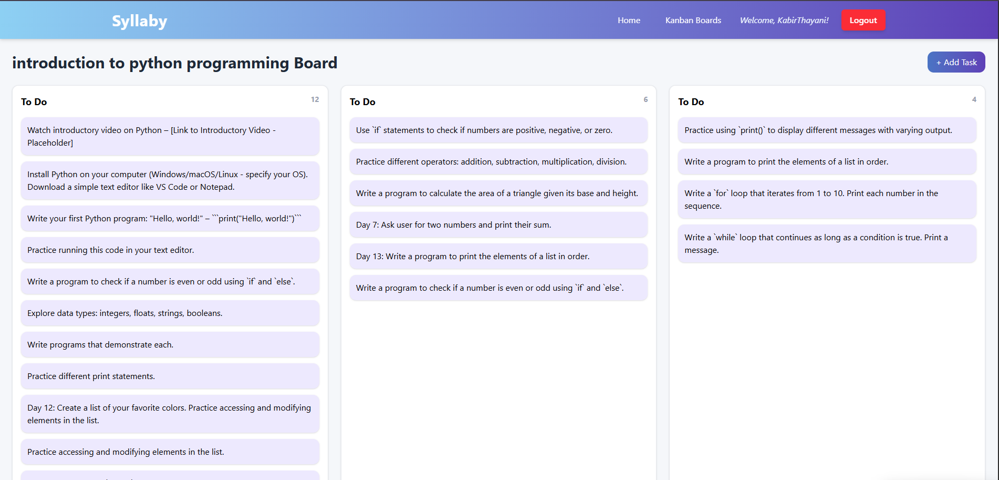 Syllaby
Home
Kanban Boards
Welcome, KabirThayani!
Logout
introduction to python programming Board
+ Add Task
To Do
12
Watch introductory video on Python – [Link to Introductory Video -
Placeholder]
Install Python on your computer (Windows/macOS/Linux - specify your OS).
Download a simple text editor like VS Code or Notepad.
Write your first Python program: "Hello, world!" – ```print("Hello, world!")```
Practice running this code in your text editor.
Write a program to check if a number is even or odd using `if` and `else`.
Explore data types: integers, floats, strings, booleans.
Write programs that demonstrate each.
Practice different print statements.
Day 12: Create a list of your favorite colors. Practice accessing and modifying
elements in the list.
Practice accessing and modifying elements in the list.
To Do
6
Use `if` statements to check if numbers are positive, negative, or zero.
Practice different operators: addition, subtraction, multiplication, division.
Write a program to calculate the area of a triangle given its base and height.
Day 7: Ask user for two numbers and print their sum.
Day 13: Write a program to print the elements of a list in order.
Write a program to check if a number is even or odd using `if` and `else`.
To Do
4
Practice using `print()` to display different messages with varying output.
Write a program to print the elements of a list in order.
Write a `for` loop that iterates from 1 to 10. Print each number in the
sequence.
Write a `while` loop that continues as long as a condition is true. Print a
message.